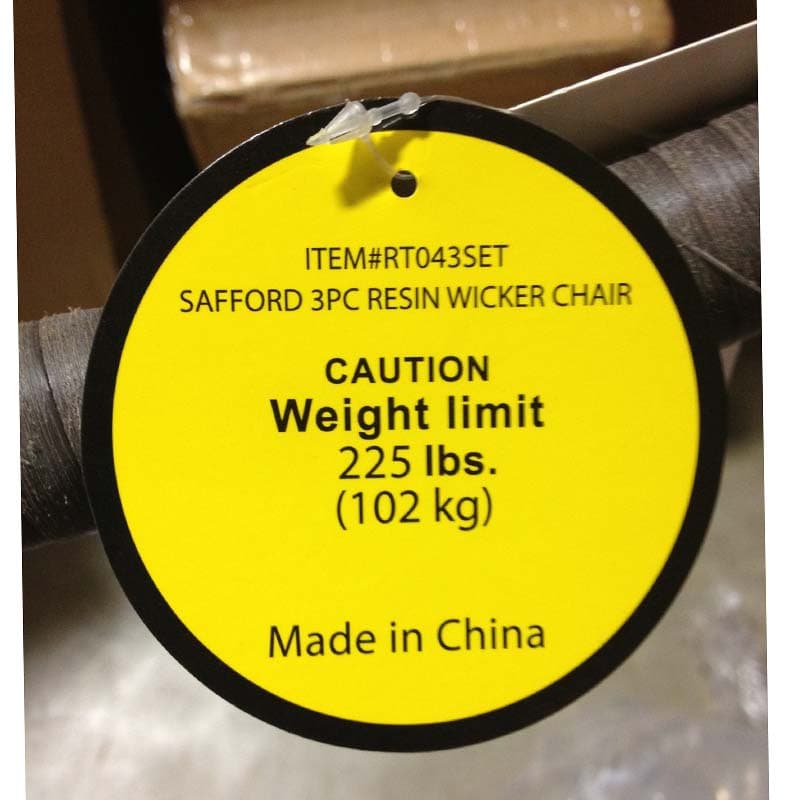 ITEM#RT043SET
SAFFORD 3PC RESIN WICKER CHAIR
CAUTION
Weight limit
225 lbs.
(102 kg)
Made in China